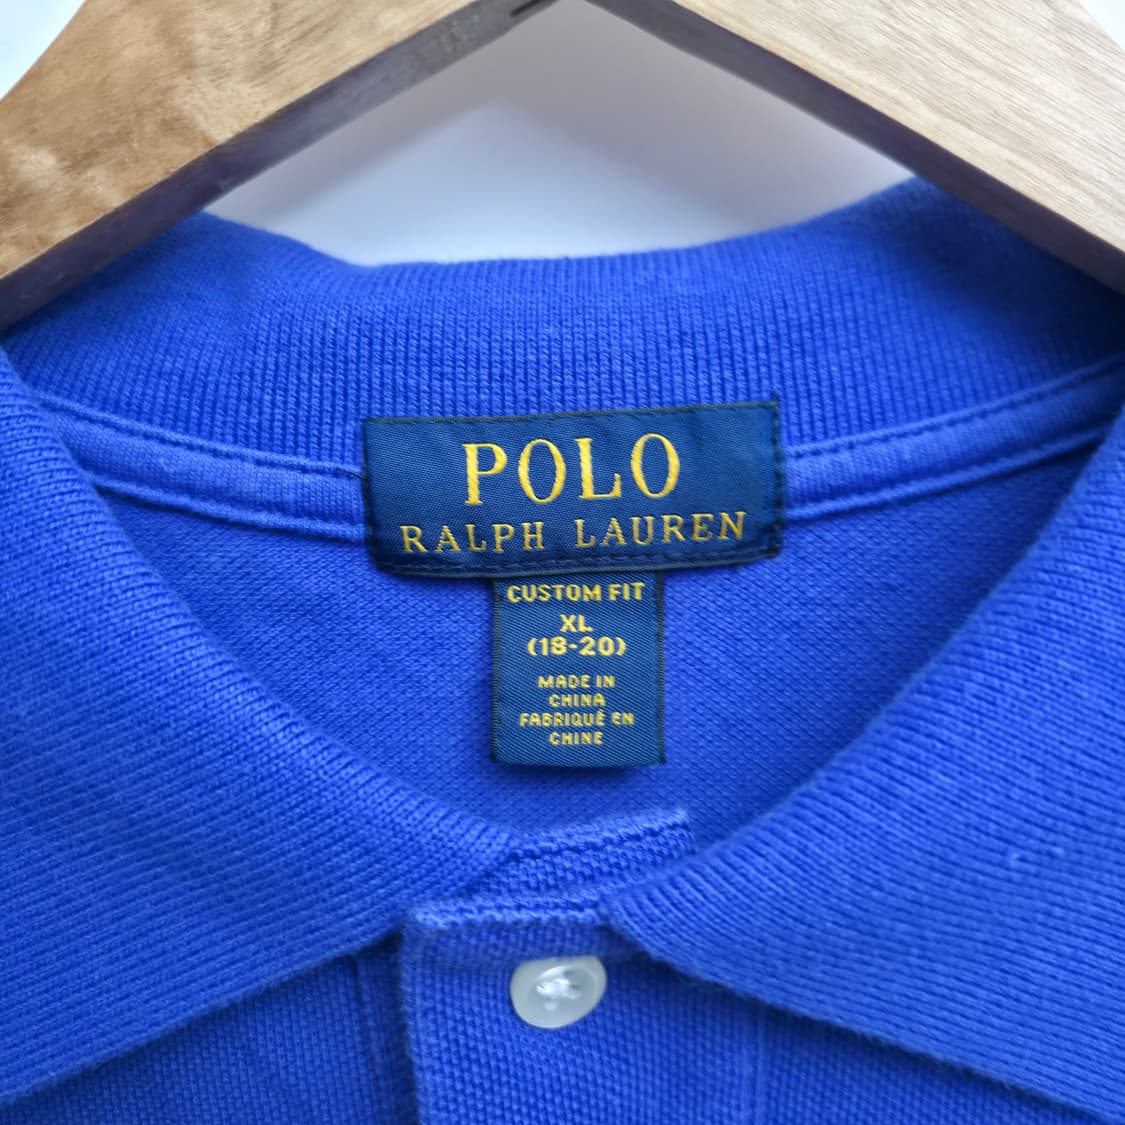 POLO
RALPH LAUREN
CUSTOM FIT
XL
(18-20)
MADE IN
CHINA
FABRIQUÉ EN
CHINE